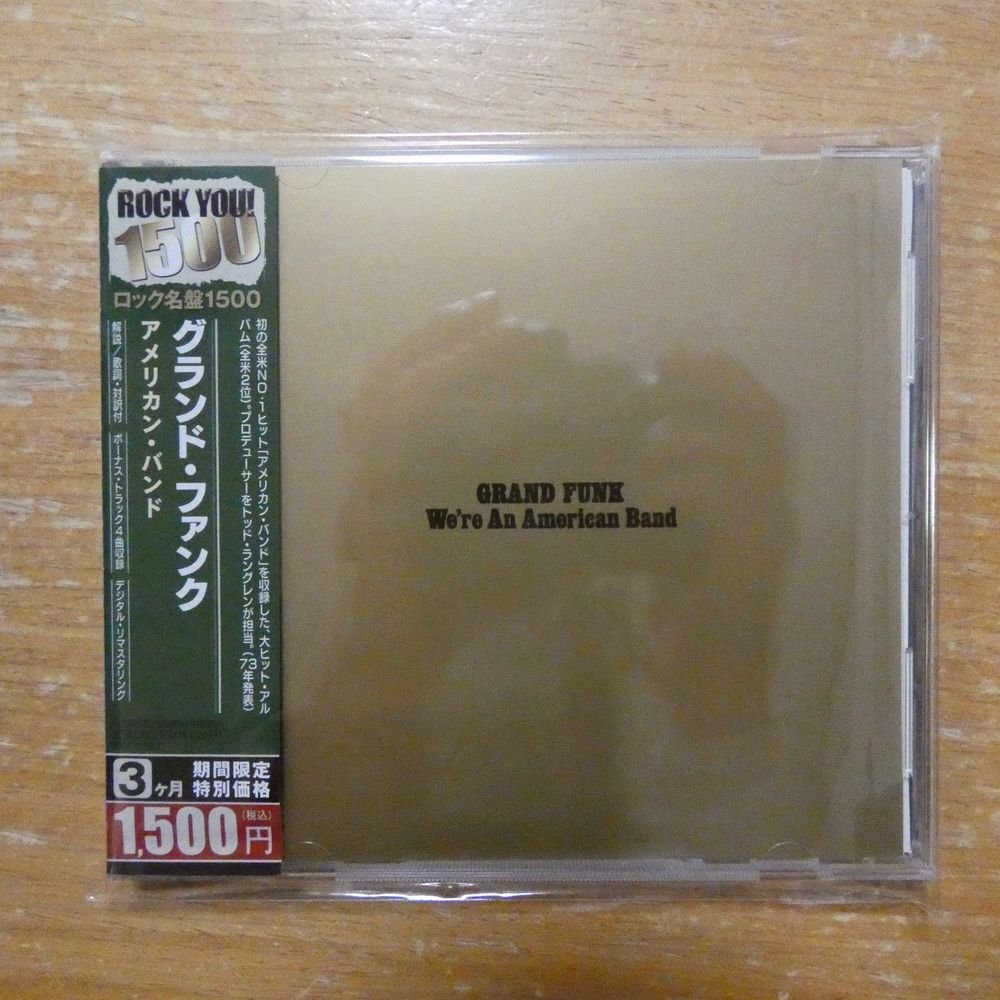 ROCK YOU!
1500
ロック名盤1500
初の全米NO.1ヒット「アメリカン・バンド」を収録した、大ヒット・アル
バム(全米2位)。プロデューサーをトッド・ラングレンが担当。(73年発表)
グランド・ファンク
アメリカン・バンド
解説/歌詞・対訳付
ボーナス・トラック4曲収録
デジタル・リマスタリング
3ヶ月
期間限定
特別価格
1,500円
(税込)
GRAND FUNK
We're An American Band